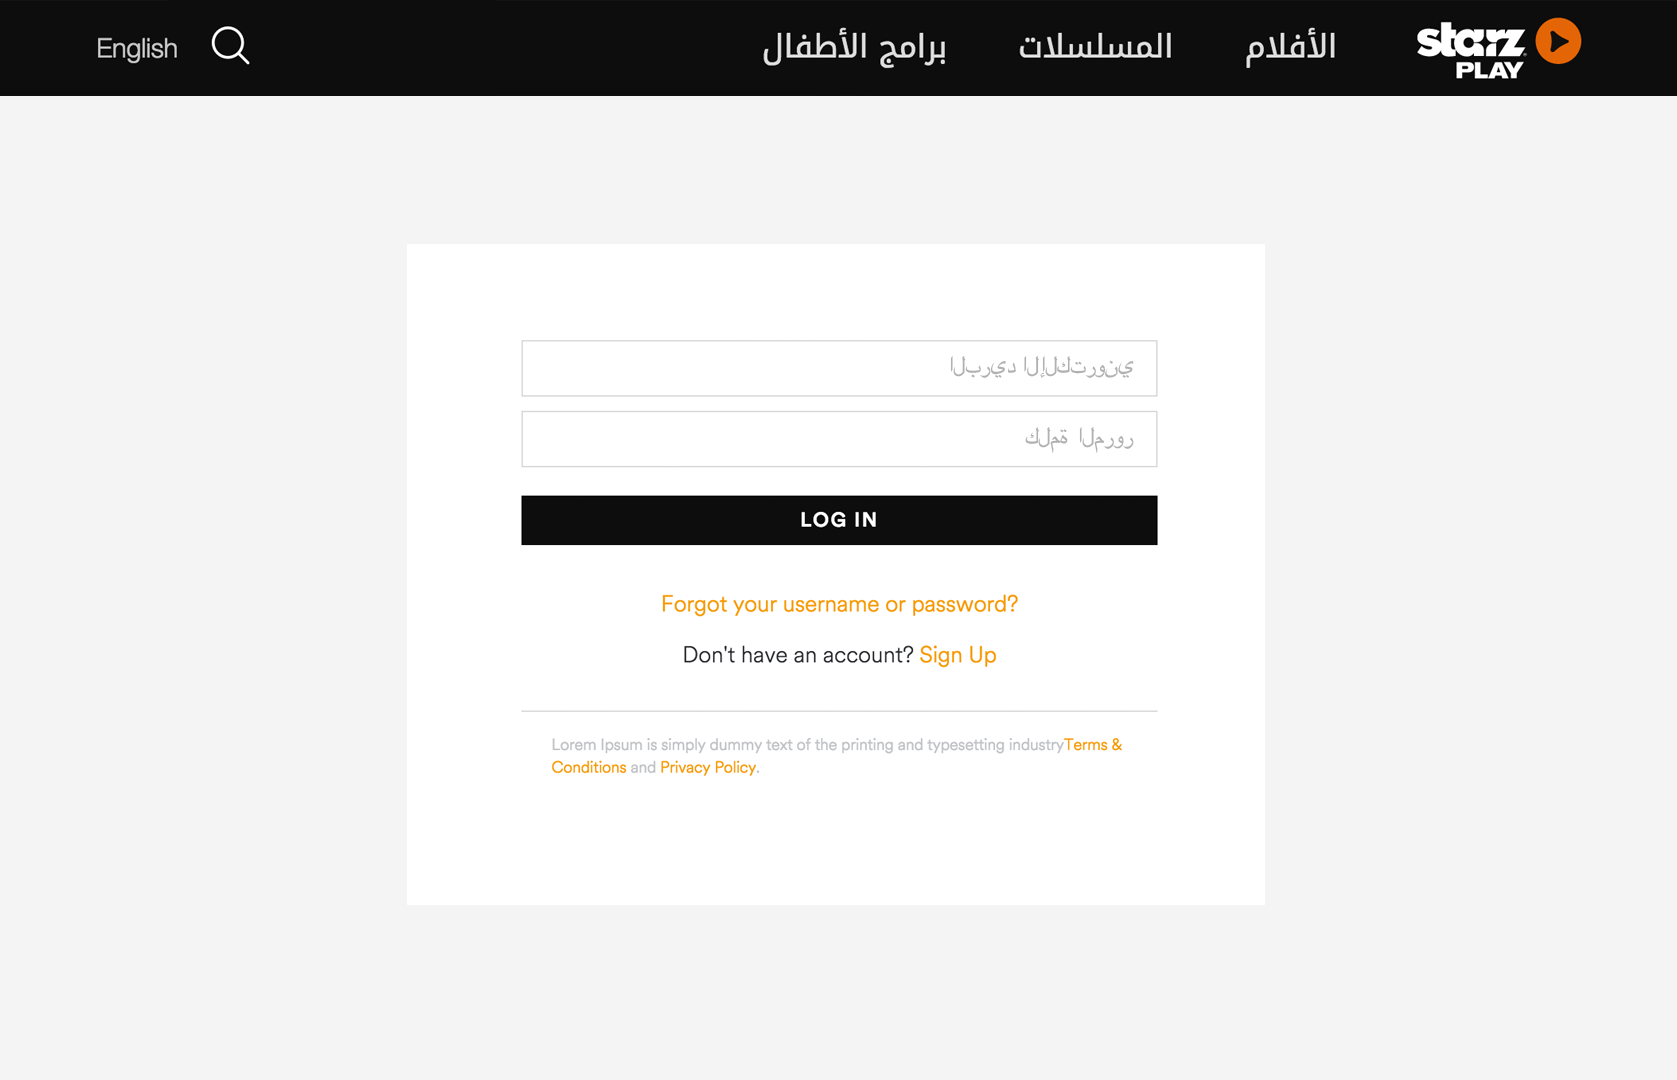 starz
PLAY
الأفلام
المسلسلات
برامج الأطفال
English
البريد الإلكتروني
كلمة المرور
LOG IN
Forgot your username or password?
Don't have an account? Sign Up
Lorem Ipsum is simply dummy text of the printing and typesetting industryTerms &
Conditions and Privacy Policy.